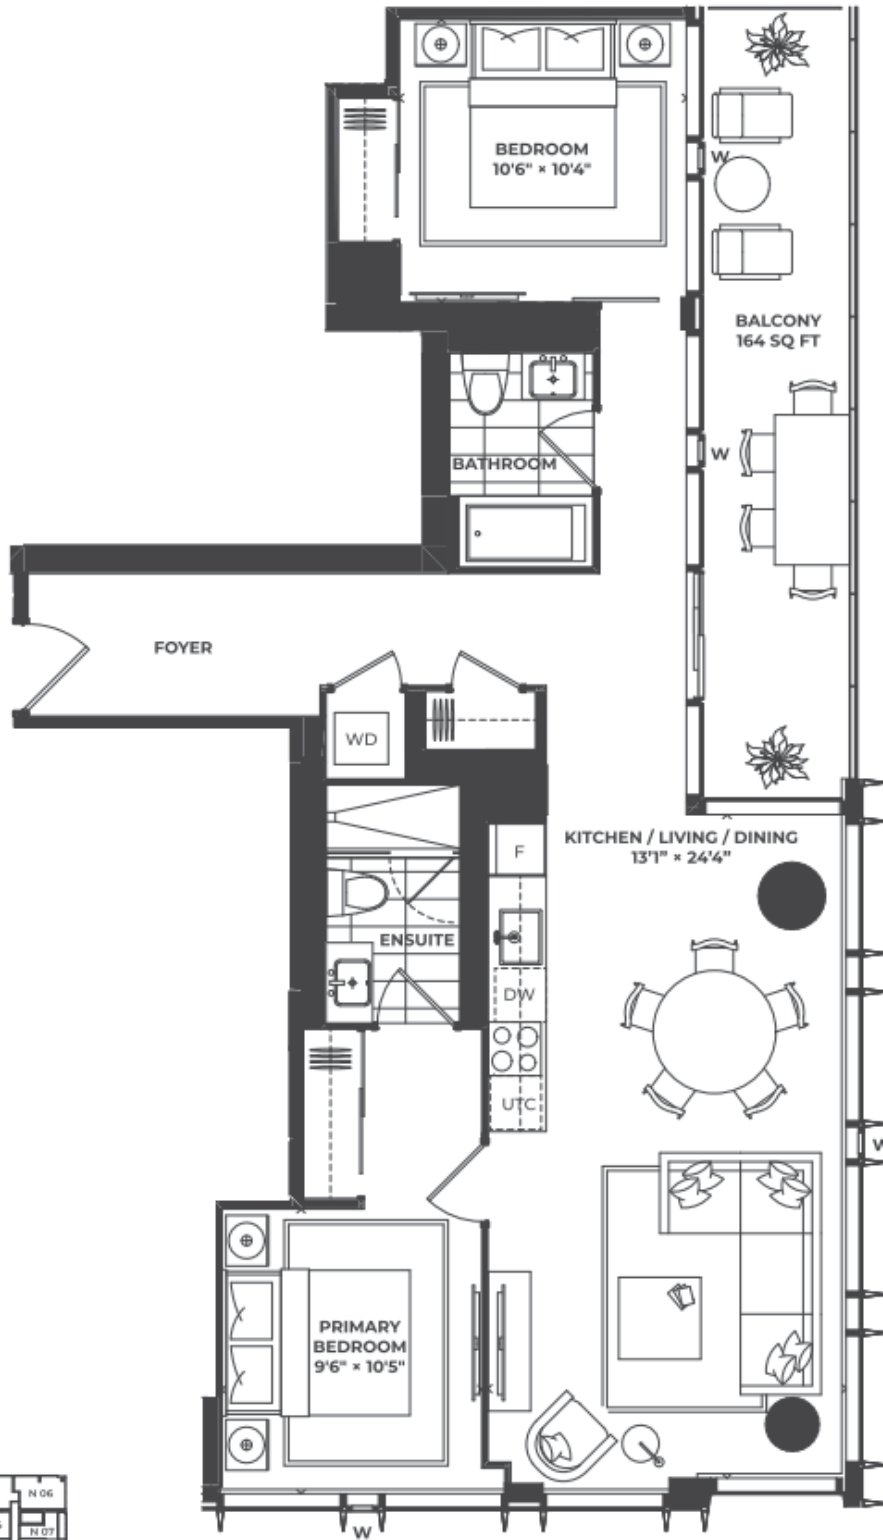 BEDROOM
10'6" × 10'4"
W
BALCONY
164 SQ FT
W
BATHROOM
FOYER
WD
F
KITCHEN / LIVING / DINING
13'1" × 24'4"
ENSUITE
DW
UTC
W
PRIMARY
BEDROOM
9'6" × 10'5"
N 06
N 07
W